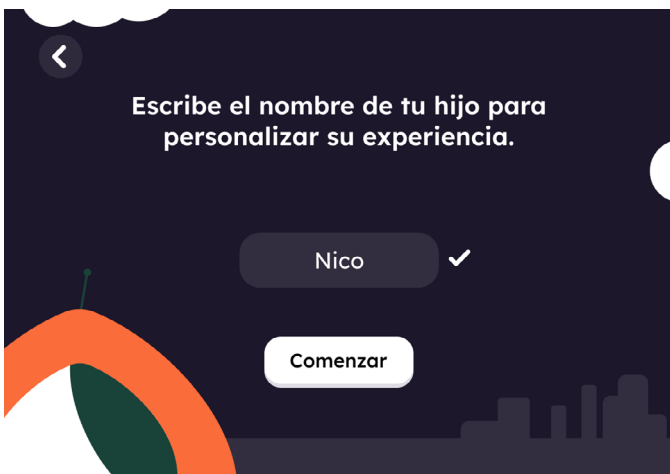 Escribe el nombre de tu hijo para
personalizar su experiencia.
Nico
Comenzar